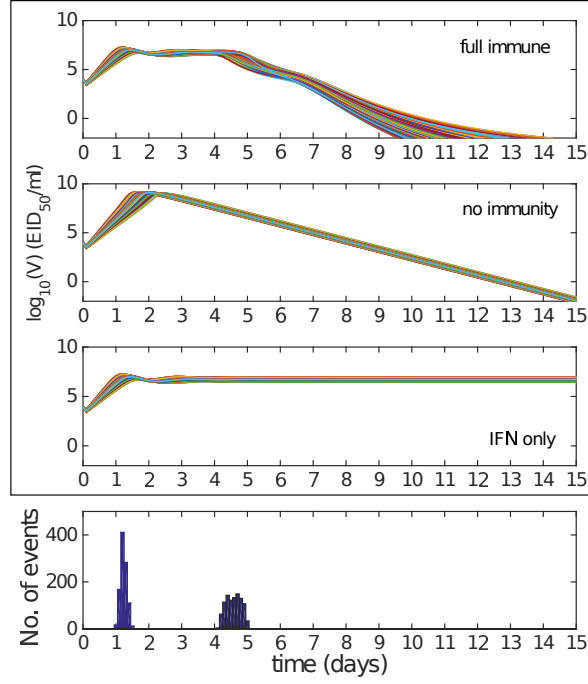 10
5
0
full immune
0 1 2 3 4 5 6 7 8 9 10 11 12 13 14 15
log10(V) (EID50/ml)
10
5
0
no immunity
0 1 2 3 4 5 6 7 8 9 10 11 12 13 14 15
10
5
0
IFN only
0 1 2 3 4 5 6 7 8 9 10 11 12 13 14 15
No. of events
400
200
0
0 1 2 3 4 5 6 7 8 9 10 11 12 13 14 15
time (days)